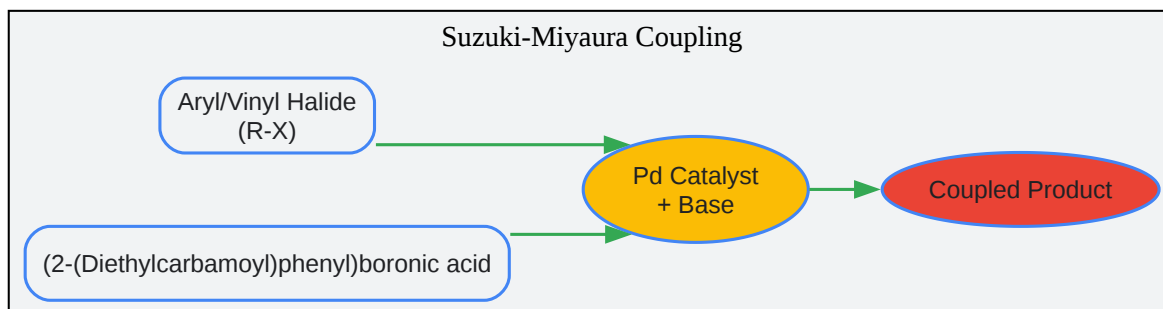 Suzuki-Miyaura Coupling
Aryl/Vinyl Halide
(R-X)
Pd Catalyst
+ Base
Coupled Product
(2-(Diethylcarbamoyl)phenyl)boronic acid